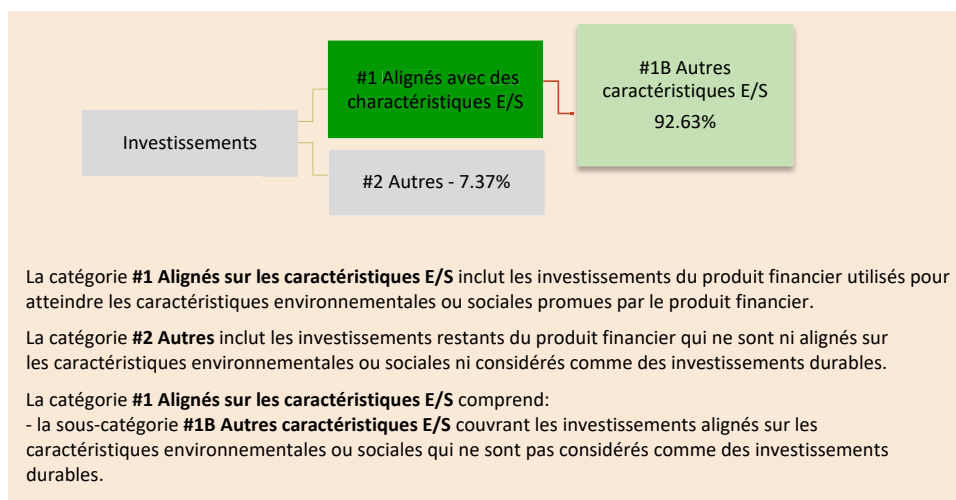 #1 Alignés avec des
charactéristiques E/S
#1B Autres
caractéristiques E/S
92.63%
Investissements
#2 Autres - 7.37%
La catégorie #1 Alignés sur les caractéristiques E/S inclut les investissements du produit financier utilisés pour
atteindre les caractéristiques environnementales ou sociales promues par le produit financier.
La catégorie #2 Autres inclut les investissements restants du produit financier qui ne sont ni alignés sur
les caractéristiques environnementales ou sociales ni considérés comme des investissements durables.
La catégorie #1 Alignés sur les caractéristiques E/S comprend:
- la sous-catégorie #1B Autres caractéristiques E/S couvrant les investissements alignés sur les
caractéristiques environnementales ou sociales qui ne sont pas considérés comme des investissements
durables.